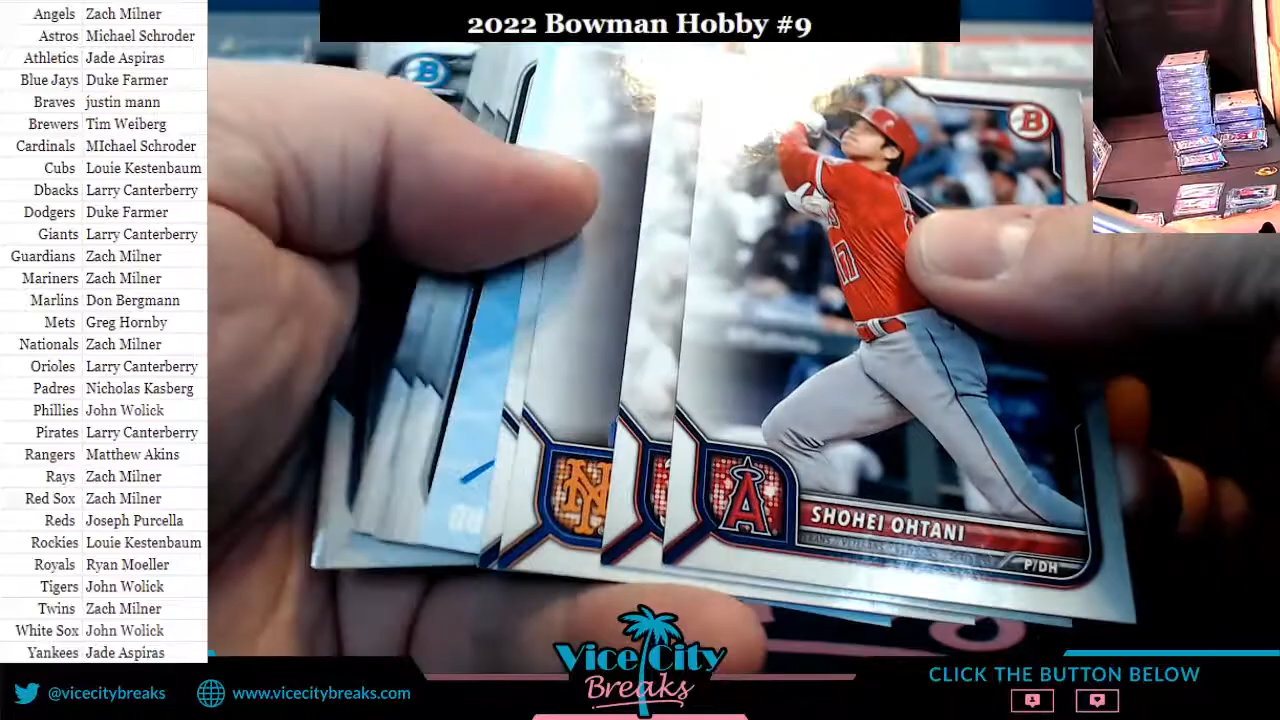 2022 Bowman Hobby #9
Angels Zach Milner
Astros Michael Schroder
Athletics Jade Aspiras
Blue Jays Duke Farmer
Braves justin mann
Brewers Tim Weiberg
Cardinals MIchael Schroder
Cubs Louie Kestenbaum
Dbacks Larry Canterberry
Dodgers Duke Farmer
Giants Larry Canterberry
Guardians Zach Milner
Mariners Zach Milner
Marlins Don Bergmann
Mets Greg Hornby
Nationals Zach Milner
Orioles Larry Canterberry
Padres Nicholas Kasberg
Phillies John Wolick
Pirates Larry Canterberry
Rangers Matthew Akins
Rays Zach Milner
Red Sox Zach Milner
Reds Joseph Purcella
Rockies Louie Kestenbaum
Royals Ryan Moeller
Tigers John Wolick
Twins Zach Milner
White Sox John Wolick
Yankees Jade Aspiras
B
B
17
NY
A
SHOHEI OHTANI
P/DH
Vice City
Breaks
@vicecitybreaks
www.vicecitybreaks.com
CLICK THE BUTTON BELOW